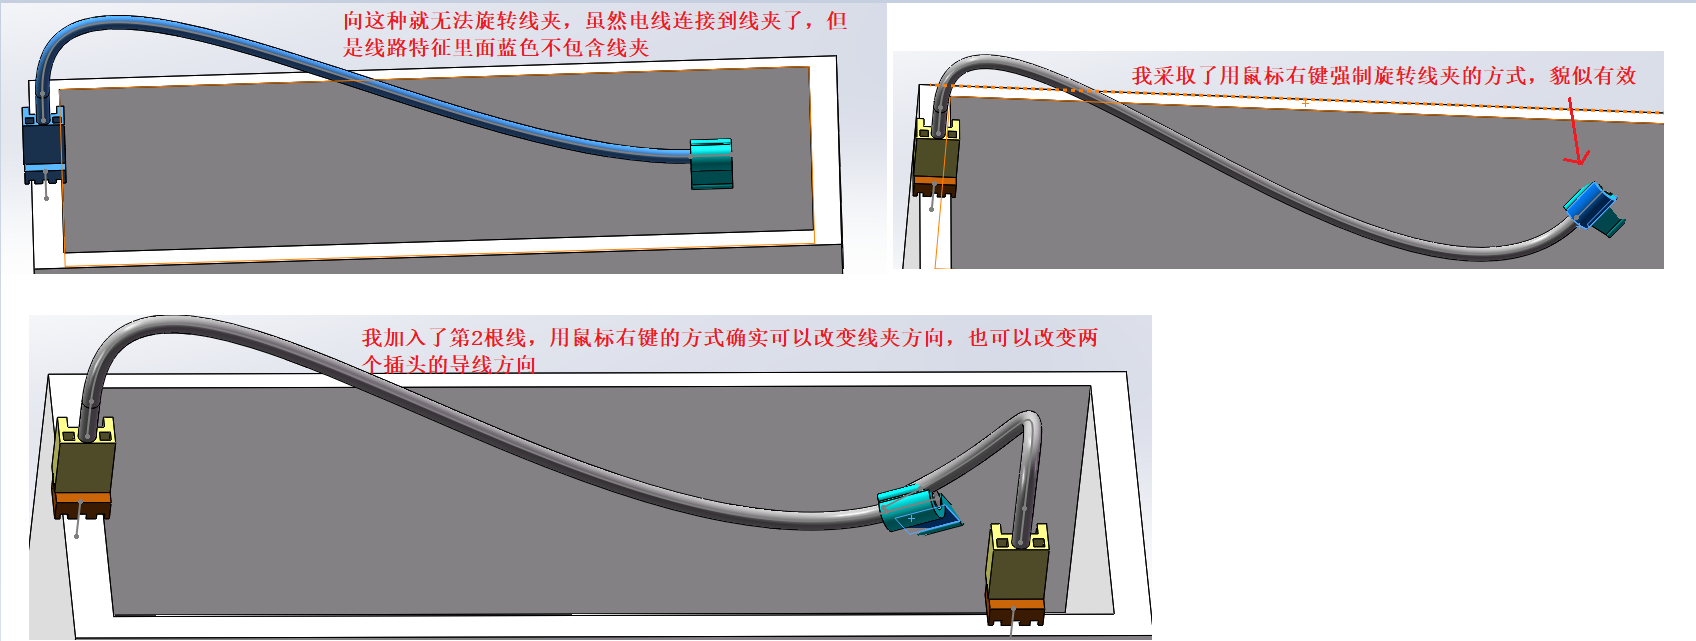 向这种就无法旋转线夹，虽然电线连接到线夹了，但
是线路特征里面蓝色不包含线夹
我采取了用鼠标右键强制旋转线夹的方式，貌似有效
我加入了第2根线，用鼠标右键的方式确实可以改变线夹方向，也可以改变两
个插头的导线方向